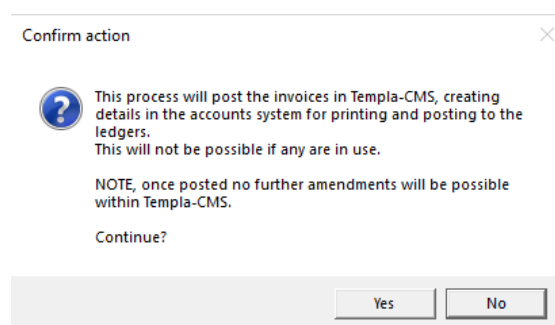 Confirm action
This process will post the invoices in Templa-CMS, creating
details in the accounts system for printing and posting to the
ledgers.
This will not be possible if any are in use.
NOTE, once posted no further amendments will be possible
within Templa-CMS.
Continue?
Yes
No